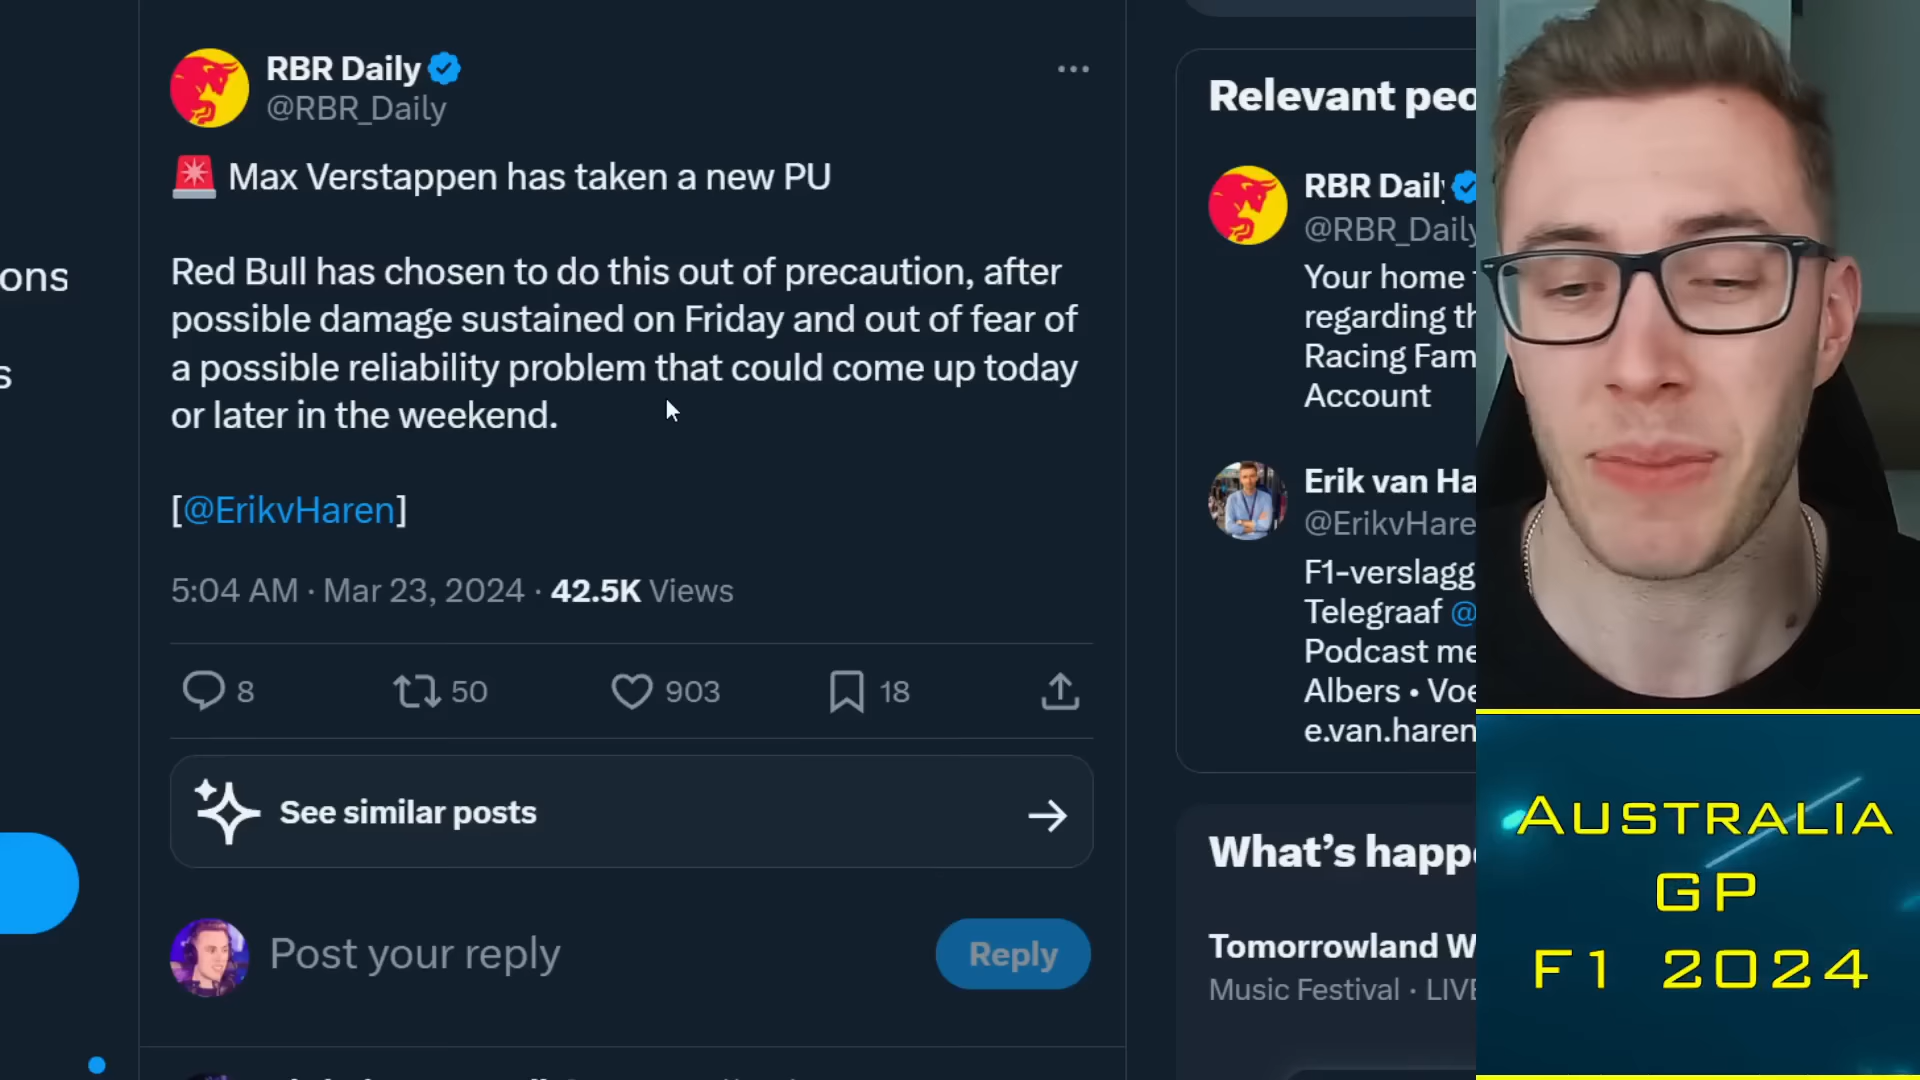 RBR Daily
@RBR_Daily
🚨 Max Verstappen has taken a new PU
Red Bull has chosen to do this out of precaution, after
possible damage sustained on Friday and out of fear of
a possible reliability problem that could come up today
or later in the weekend.
[@ErikvHaren]
5:04 AM · Mar 23, 2024 · 42.5K Views
8 50 903 18
See similar posts
Post your reply
Reply
ons
s
Relevant peo
RBR Daily
@RBR_Daily
Your home
regarding th
Racing Fam
Account
Erik van Ha
@ErikvHare
F1-verslagg
Telegraaf @
Podcast me
Albers • Voe
e.van.haren
What's happe
Tomorrowland W
Music Festival · LIVE
AUSTRALIA
GP
F1 2024